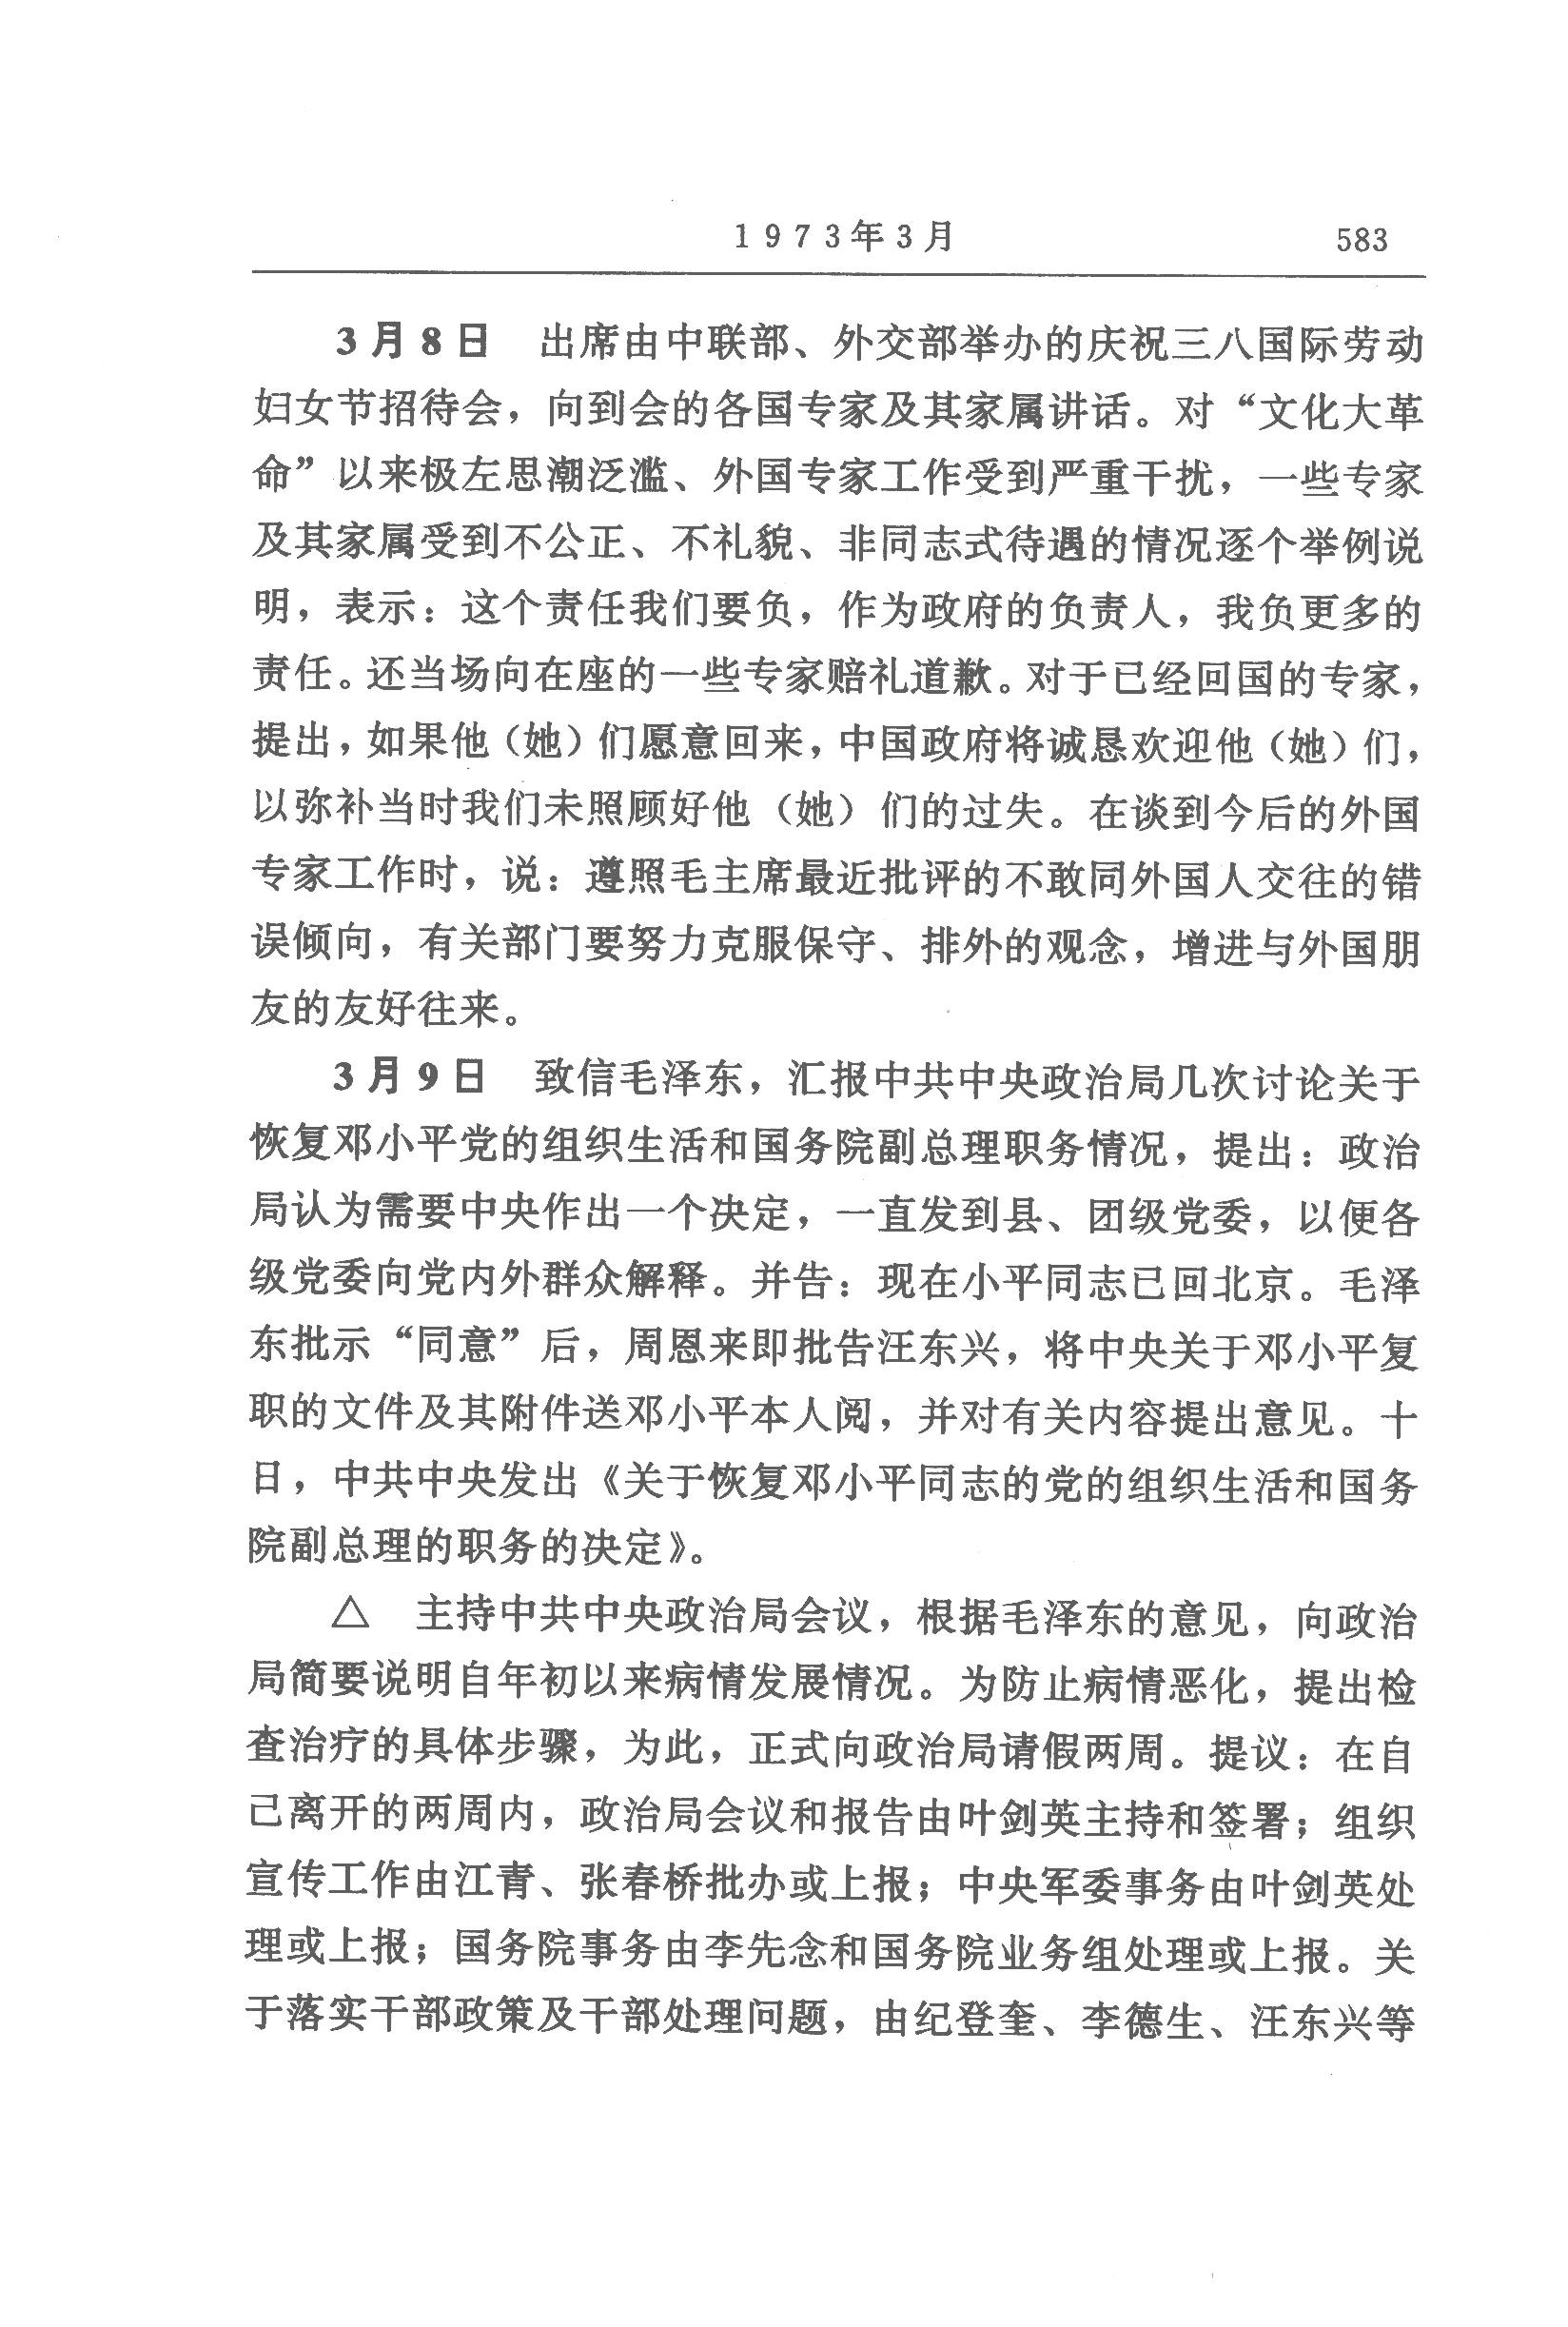 1973年3月 583
3月8日 出席由中联部、外交部举办的庆祝三八国际劳动
妇女节招待会，向到会的各国专家及其家属讲话。对“文化大革
命”以来极左思潮泛滥、外国专家工作受到严重干扰，一些专家
及其家属受到不公正、不礼貌、非同志式待遇的情况逐个举例说
明，表示：这个责任我们要负，作为政府的负责人，我负更多的
责任。还当场向在座的一些专家赔礼道歉。对于已经回国的专家，
提出，如果他（她）们愿意回来，中国政府将诚恳欢迎他（她）们，
以弥补当时我们未照顾好他（她）们的过失。在谈到今后的外国
专家工作时，说：遵照毛主席最近批评的不敢同外国人交往的错
误倾向，有关部门要努力克服保守、排外的观念，增进与外国朋
友的友好往来。
3月9日 致信毛泽东，汇报中共中央政治局几次讨论关于
恢复邓小平党的组织生活和国务院副总理职务情况，提出：政治
局认为需要中央作出一个决定，一直发到县、团级党委，以便各
级党委向党内外群众解释。并告：现在小平同志已回北京。毛泽
东批示“同意”后，周恩来即批告汪东兴，将中央关于邓小平复
职的文件及其附件送邓小平本人阅，并对有关内容提出意见。十
日，中共中央发出《关于恢复邓小平同志的党的组织生活和国务
院副总理的职务的决定》。
△ 主持中共中央政治局会议，根据毛泽东的意见，向政治
局简要说明自年初以来病情发展情况。为防止病情恶化，提出检
查治疗的具体步骤，为此，正式向政治局请假两周。提议：在自
己离开的两周内，政治局会议和报告由叶剑英主持和签署；组织
宣传工作由江青、张春桥批办或上报；中央军委事务由叶剑英处
理或上报；国务院事务由李先念和国务院业务组处理或上报。关
于落实干部政策及干部处理问题，由纪登奎、李德生、汪东兴等